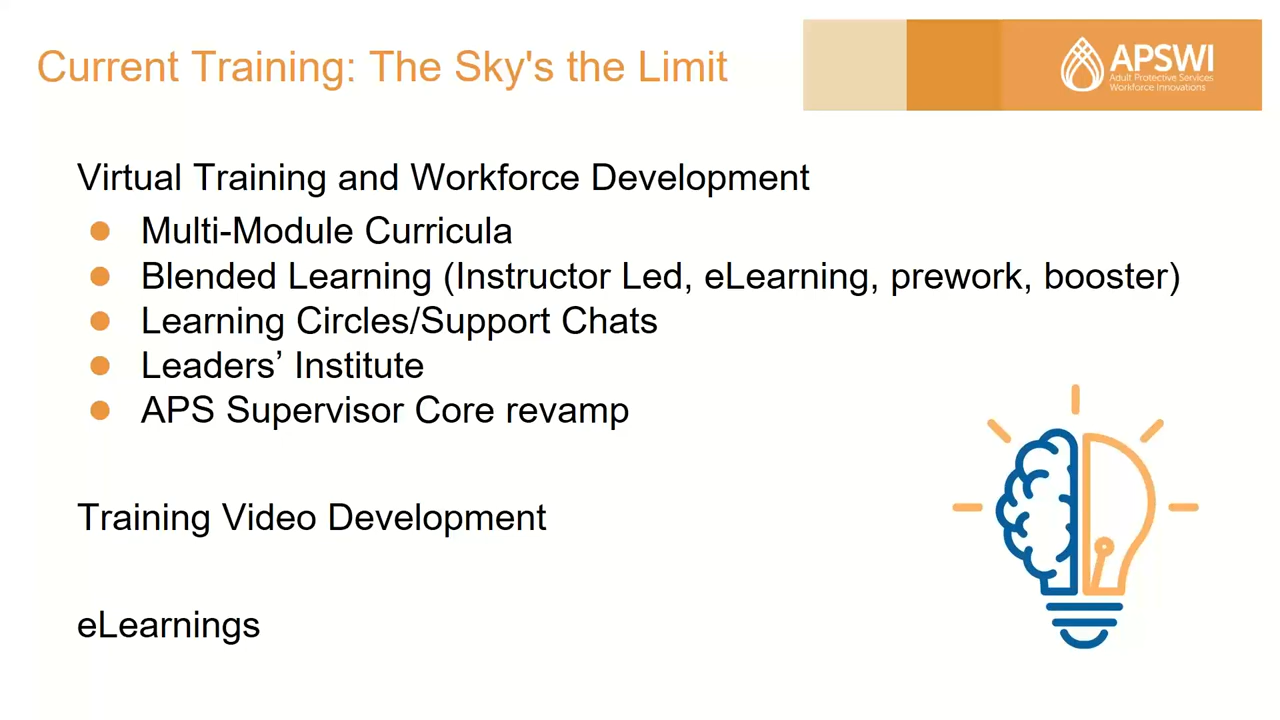 Current Training: The Sky's the Limit
APSWI
Adult Protective Services
Workforce Innovations
Virtual Training and Workforce Development
Multi-Module Curricula
Blended Learning (Instructor Led, eLearning, prework, booster)
Learning Circles/Support Chats
Leaders’ Institute
APS Supervisor Core revamp
Training Video Development
eLearnings